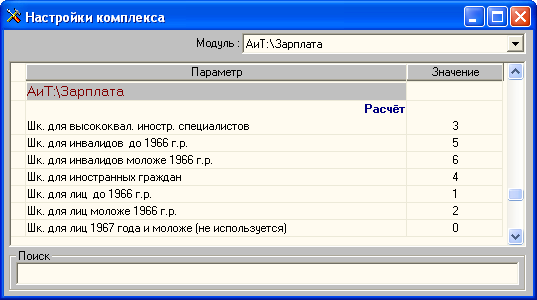 Настройки комплекса
Модуль : АиТ:\Зарплата
Параметр Значение
АиТ:\Зарплата
Расчёт
Шк. для высококвал. иностр. специалистов 3
Шк. для инвалидов до 1966 г.р. 5
Шк. для инвалидов моложе 1966 г.р. 6
Шк. для иностранных граждан 4
Шк. для лиц до 1966 г.р. 1
Шк. для лиц моложе 1966 г.р. 2
Шк. для лиц 1967 года и моложе (не используется) 0
Поиск